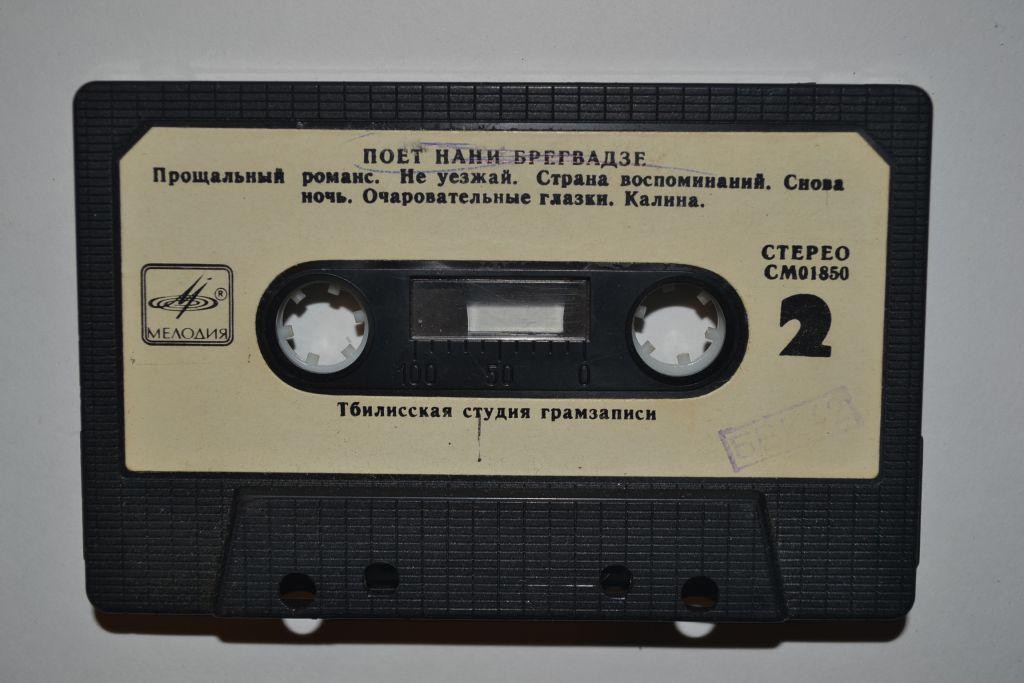 ПОЕТ НАНИ БРЕГВАДЗЕ
Прощальный романс. Не уезжай. Страна воспоминаний. Снова
ночь. Очаровательные глазки. Калина.
СТЕРЕО
СМ01850
®
МЕЛОДИЯ
2
100 50 0
Тбилисская студия грамзаписи